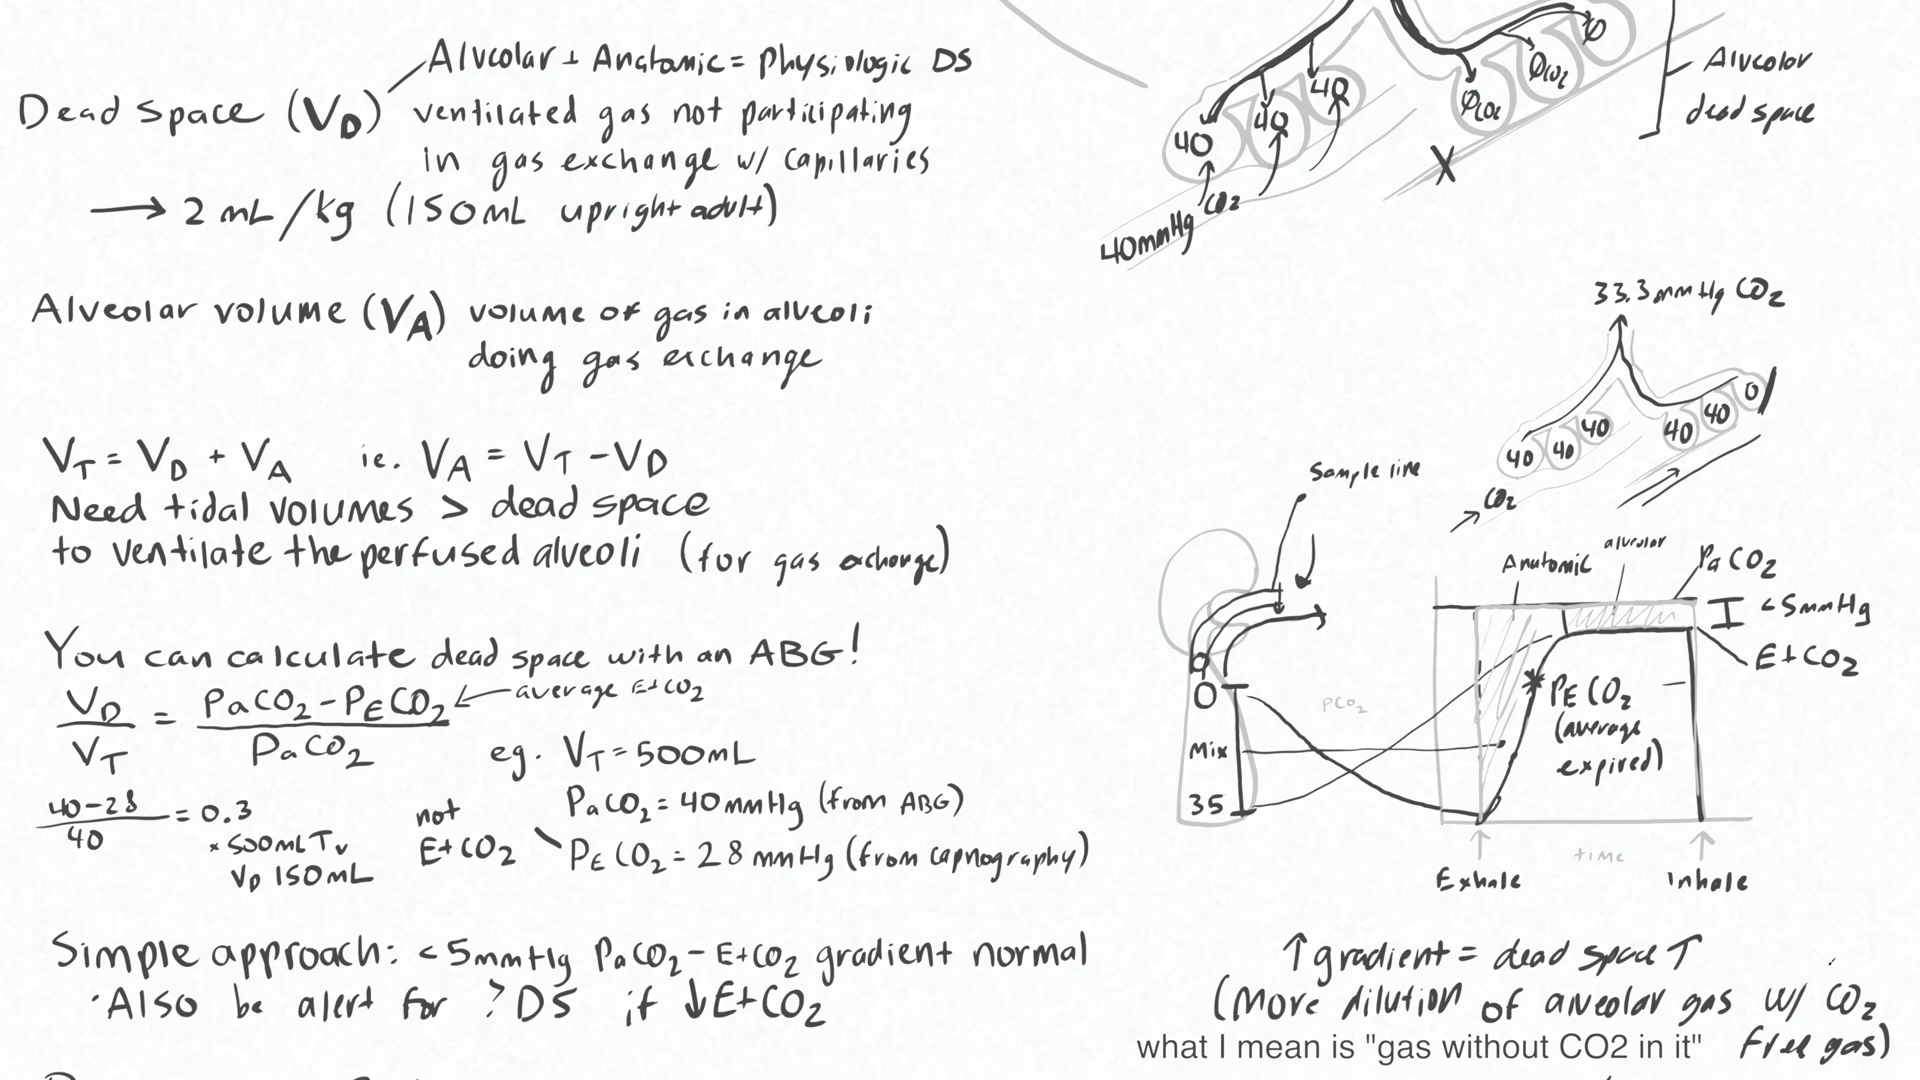 Alveolar + Anatomic = Physiologic DS
Dead Space (VD) ventilated gas not participating
in gas exchange w/ capillaries
→ 2 mL/kg (150mL upright adult)
Alveolar volume (VA) volume of gas in alveoli
doing gas exchange
VT = VD + VA ie. VA = VT - VD
Need tidal volumes > dead space
to ventilate the perfused alveoli (for gas exchange)
You can calculate dead space with an ABG!
VD/VT = PaCO2 - PECO2/PaCO2 ← average EtCO2
eg. VT = 500mL
PaCO2 = 40mmHg (from ABG)
not EtCO2 PECO2 = 28 mmHg (from capnography)
40-28/40 = 0.3
× 500mL Tv
VD 150mL
Simple approach: < 5mmHg PaCO2 - EtCO2 gradient normal
· Also be alert for ? DS if ↓EtCO2
40 40 40 ØCO2 ØCO2 Ø
Alveolar
dead space
X
CO2
40mmHg
33.3mmHg CO2
40 40 40 40 40 0
CO2
Sample line
Anatomic alveolar PaCO2
< 5mmHg
EtCO2
0
Mix
35
PCO2
PECO2
(average
expired)
time
Exhale Inhale
↑ gradient = dead space ↑
(More dilution of alveolar gas w/ CO2
free gas)
what I mean is "gas without CO2 in it"